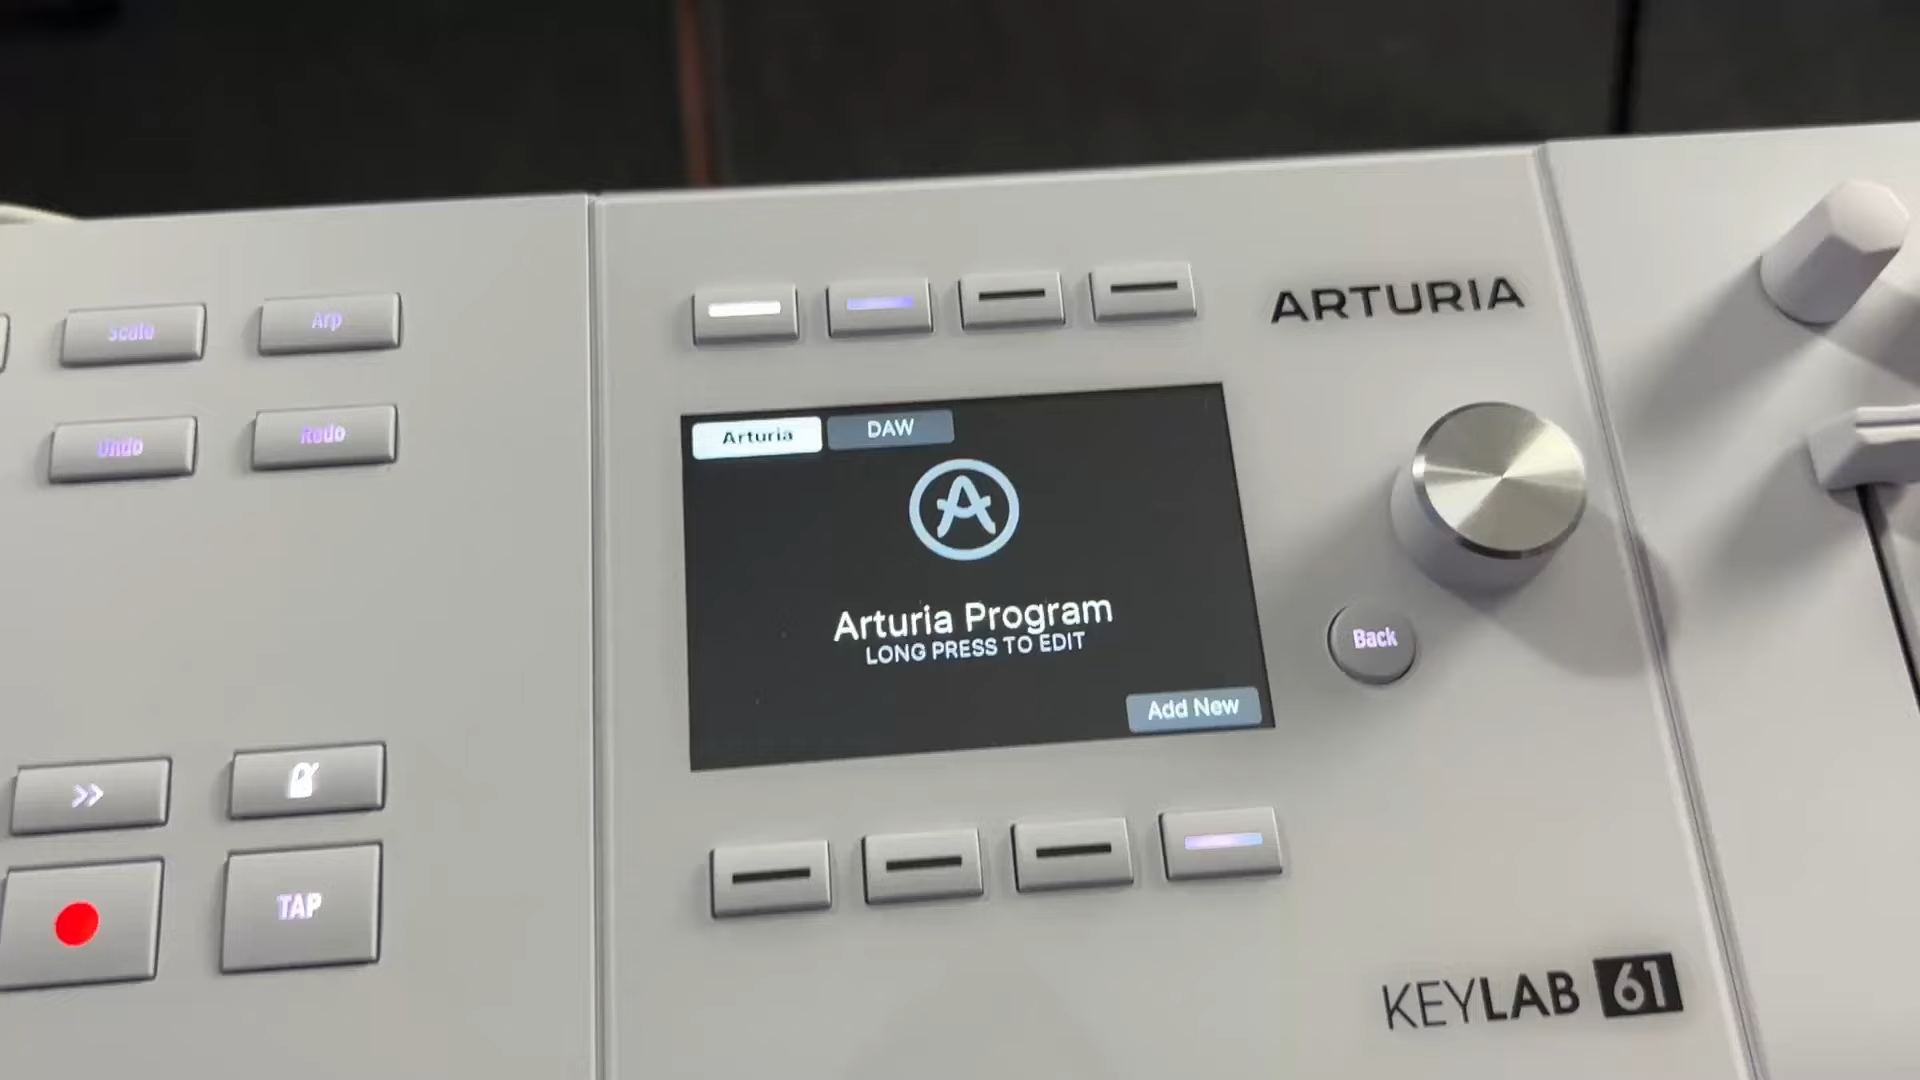 Scale
Arp
Undo
Redo
ARTURIA
Arturia
DAW
Arturia Program
LONG PRESS TO EDIT
Add New
Back
>>
TAP
KEYLAB 61